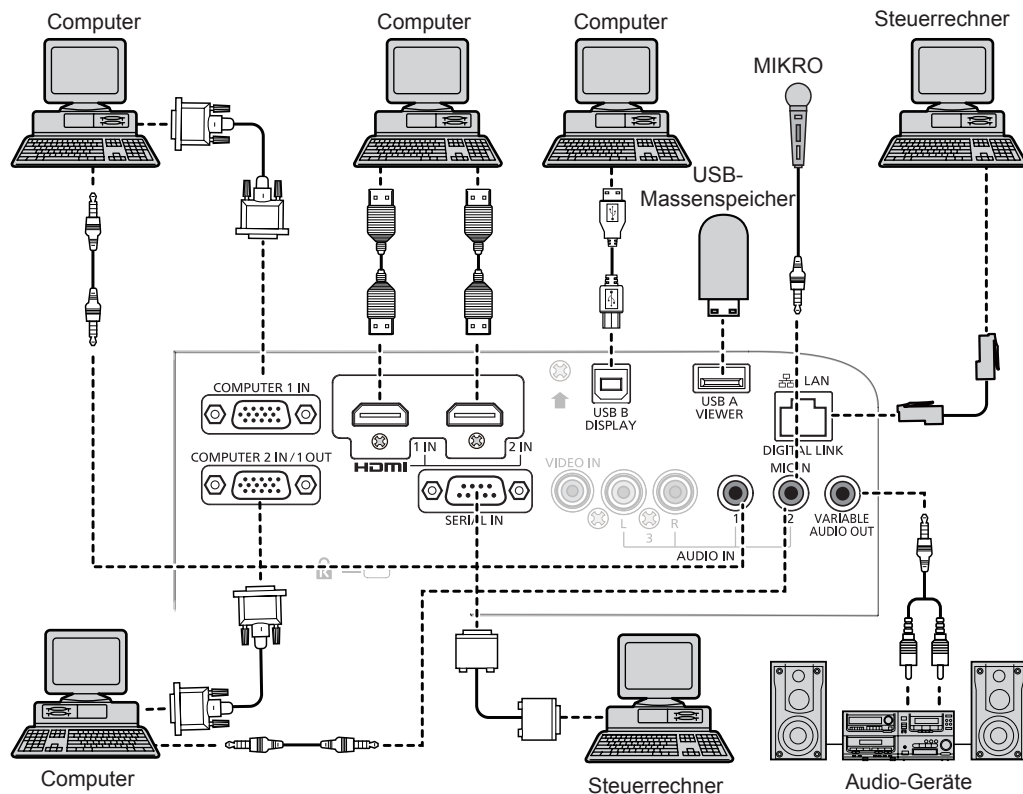 Computer
Computer
Computer
Steuerrechner
MIKRO
USB-
Massenspeicher
COMPUTER 1 IN
LAN
USB B
DISPLAY
USB A
VIEWER
1 IN
2 IN
HDMI
DIGITAL LINK
COMPUTER 2 IN / 1 OUT
VIDEO IN
MIC IN
SERIAL IN
L
R
1
2
VARIABLE
AUDIO OUT
3
AUDIO IN
K
Computer
Steuerrechner
Audio-Geräte